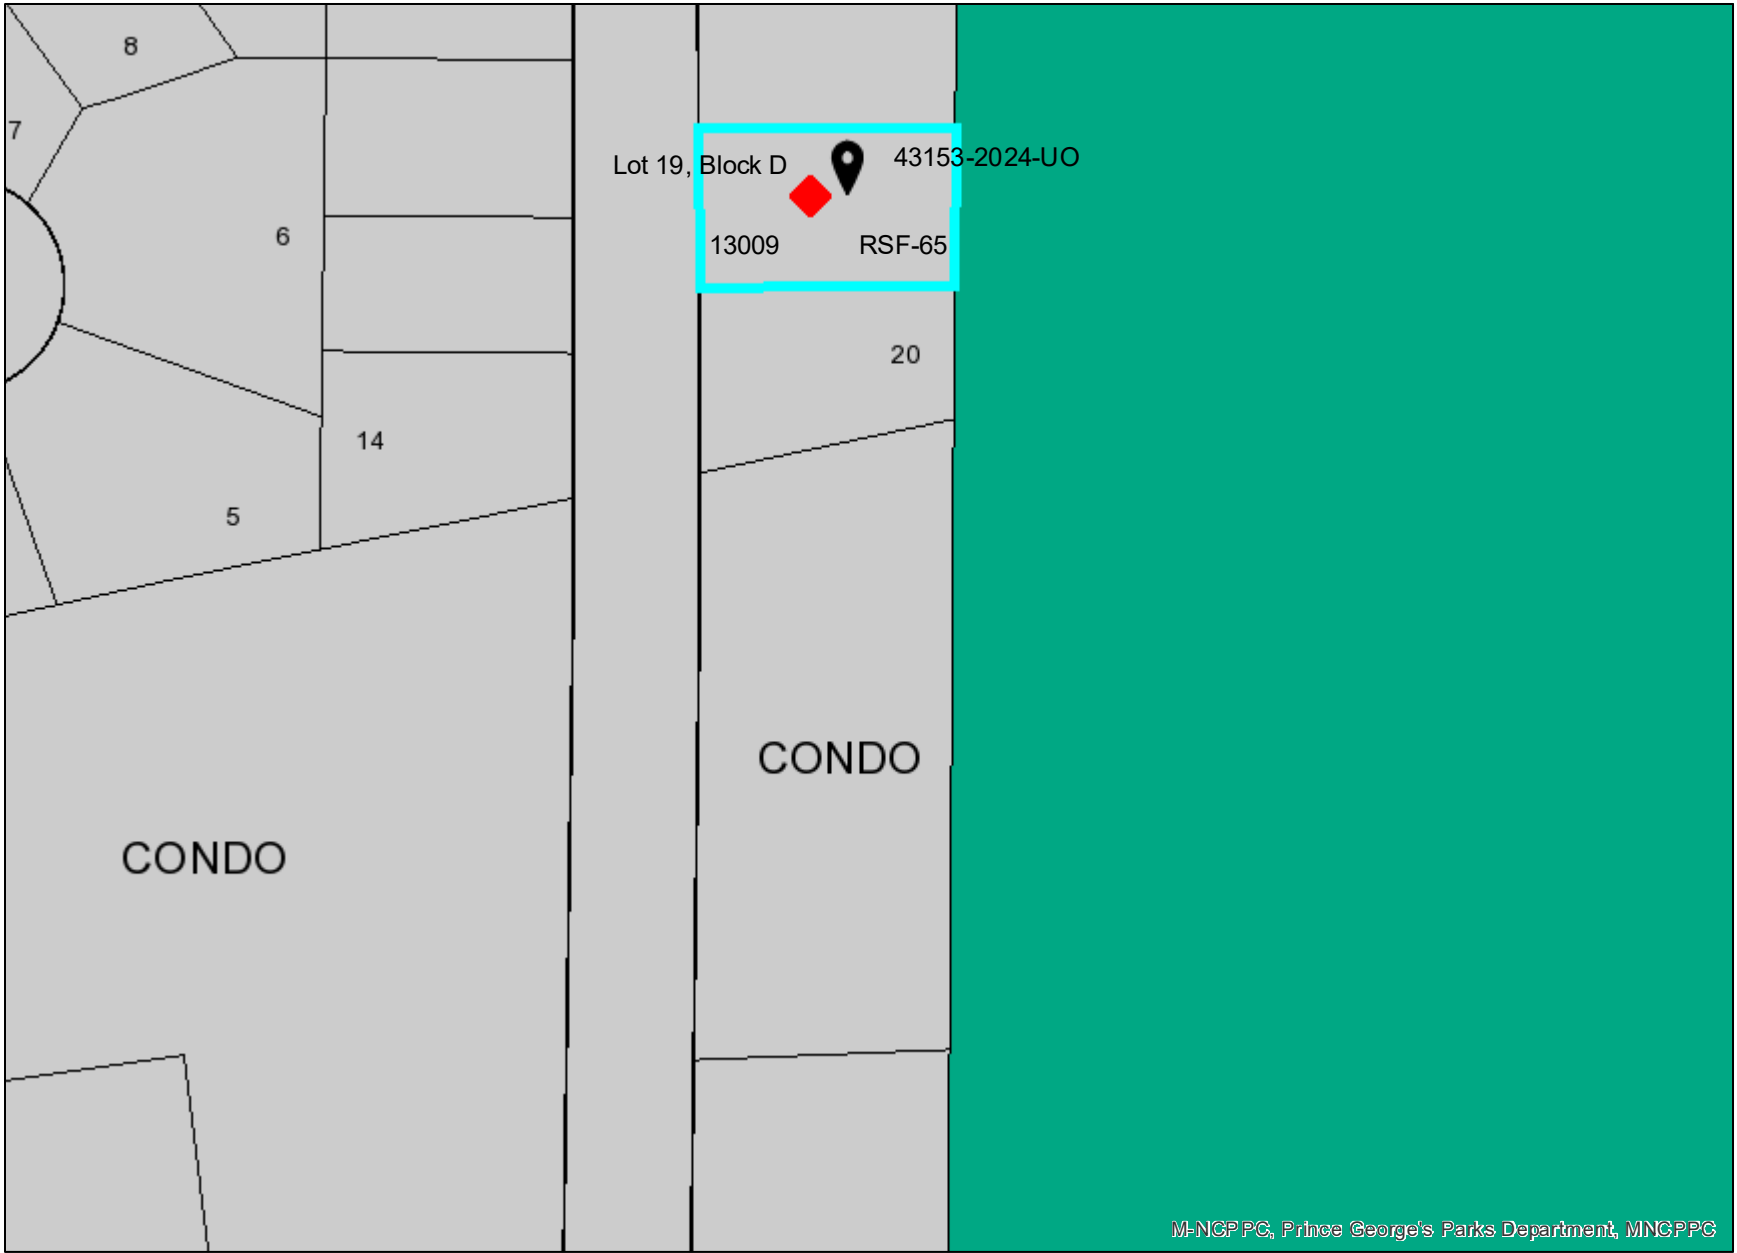 8
7
Lot 19, Block D
43153-2024-UO
6
13009
RSF-65
20
14
5
CONDO
CONDO
M-NCPPC, Prince George's Parks Department, MNCPPC